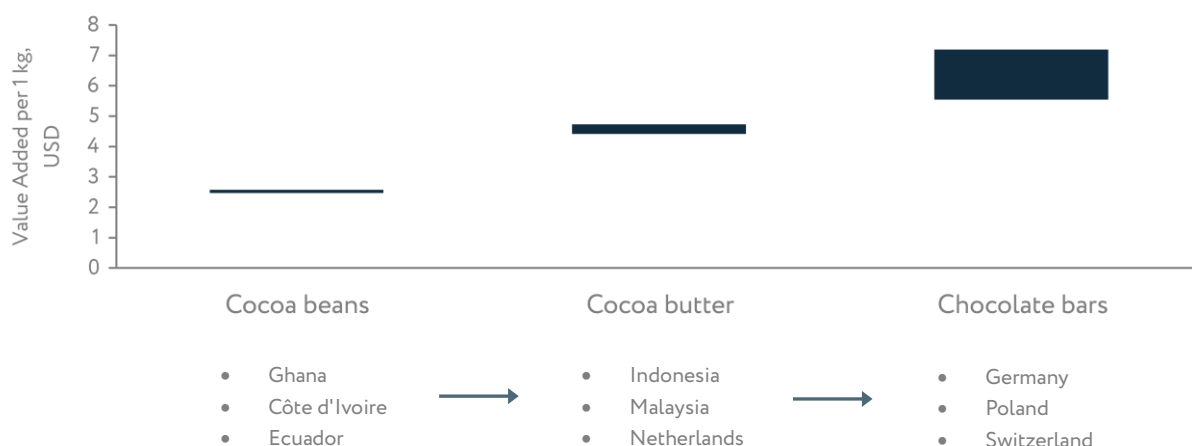 Value Added per 1 kg,
USD
8
7
6
5
4
3
2
1
0
Cocoa beans
Cocoa butter
Chocolate bars
• Ghana
• Côte d'Ivoire
• Ecuador
• Indonesia
• Malaysia
• Netherlands
• Germany
• Poland
• Switzerland